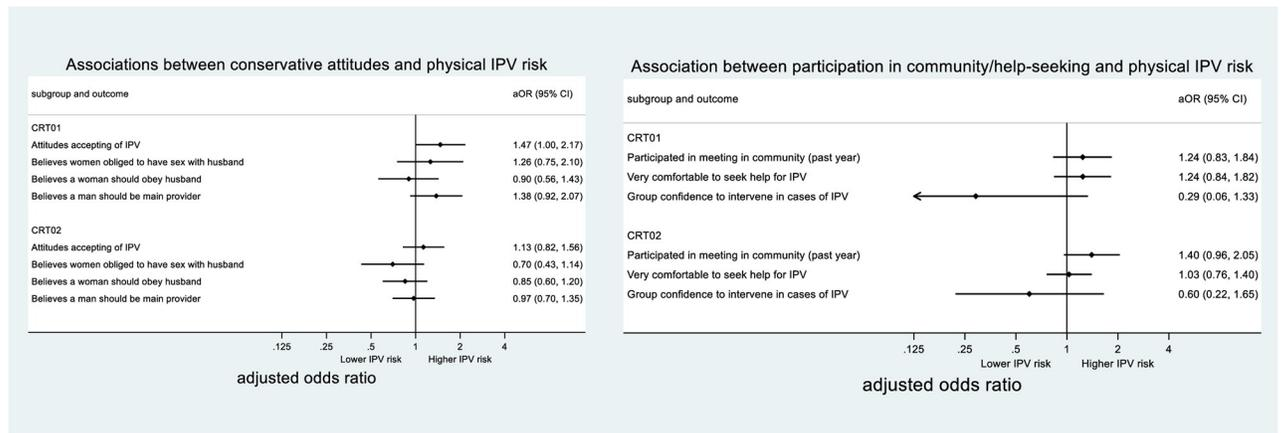 Associations between conservative attitudes and physical IPV risk
subgroup and outcome aOR (95% CI)
CRT01
Attitudes accepting of IPV 1.47 (1.00, 2.17)
Believes women obliged to have sex with husband 1.26 (0.75, 2.10)
Believes a woman should obey husband 0.90 (0.56, 1.43)
Believes a man should be main provider 1.38 (0.92, 2.07)
CRT02
Attitudes accepting of IPV 1.13 (0.82, 1.56)
Believes women obliged to have sex with husband 0.70 (0.43, 1.14)
Believes a woman should obey husband 0.85 (0.60, 1.20)
Believes a man should be main provider 0.97 (0.70, 1.35)
.125 .25 .5 1 2 4
Lower IPV risk Higher IPV risk
adjusted odds ratio
Association between participation in community/help-seeking and physical IPV risk
subgroup and outcome aOR (95% CI)
CRT01
Participated in meeting in community (past year) 1.24 (0.83, 1.84)
Very comfortable to seek help for IPV 1.24 (0.84, 1.82)
Group confidence to intervene in cases of IPV 0.29 (0.06, 1.33)
CRT02
Participated in meeting in community (past year) 1.40 (0.96, 2.05)
Very comfortable to seek help for IPV 1.03 (0.76, 1.40)
Group confidence to intervene in cases of IPV 0.60 (0.22, 1.65)
.125 .25 .5 1 2 4
Lower IPV risk Higher IPV risk
adjusted odds ratio